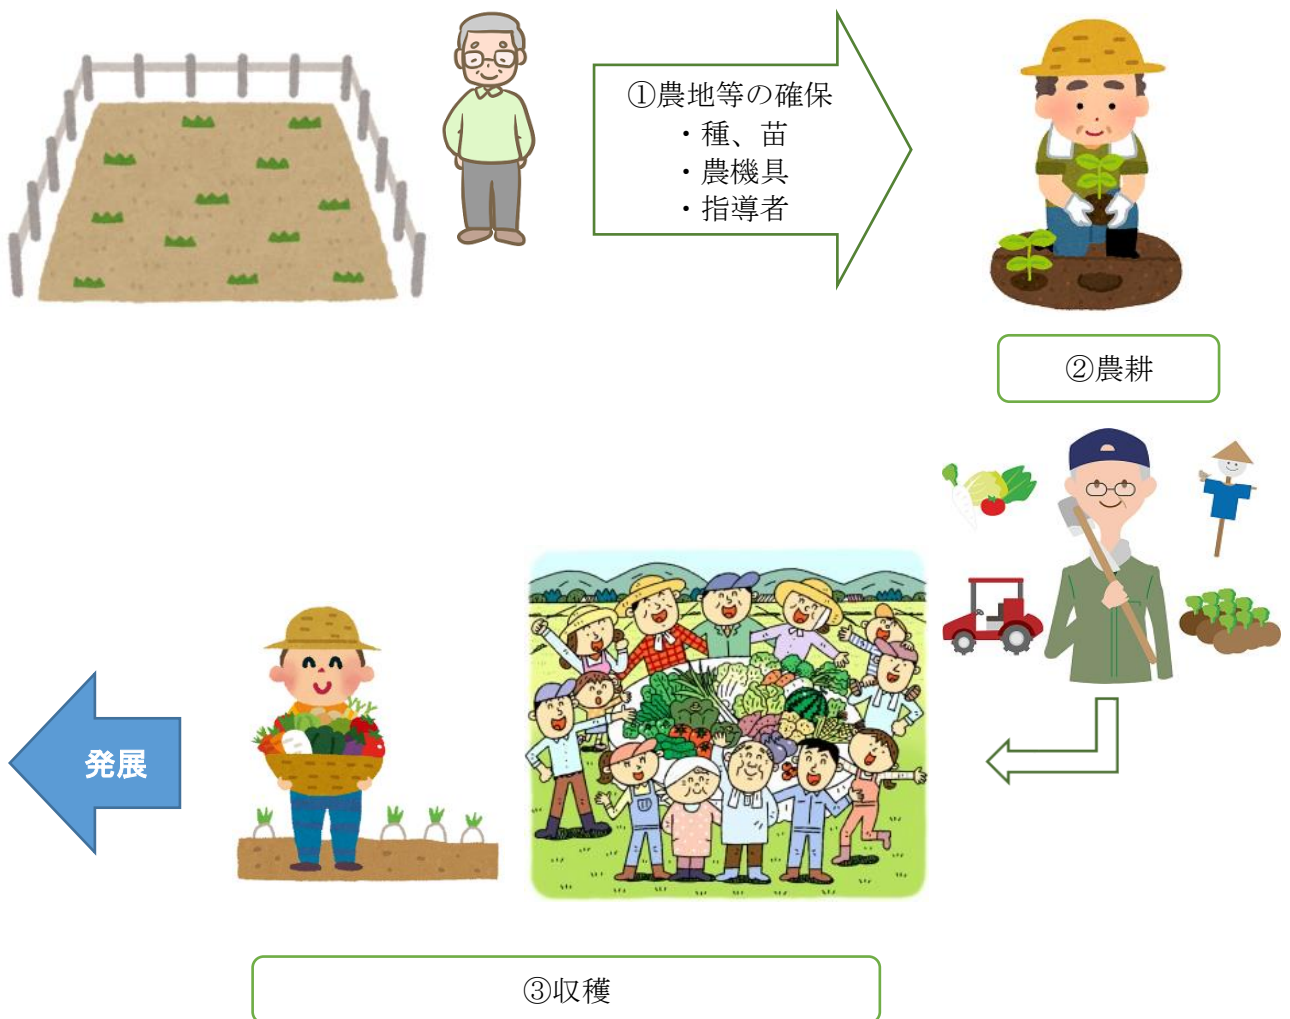 ①農地等の確保
・種、苗
・農機具
・指導者
②農耕
発展
③収穫